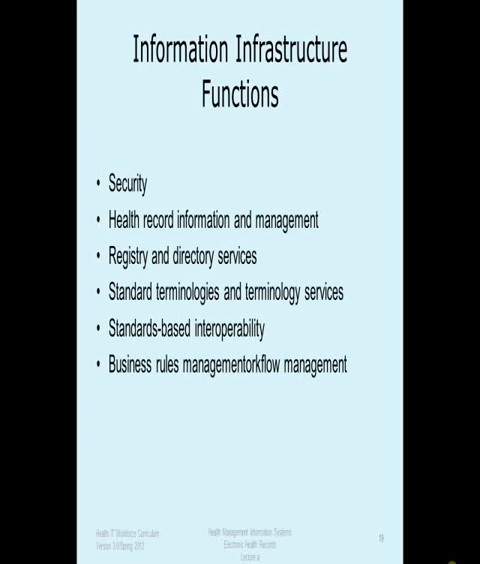 Information Infrastructure
Functions
• Security
• Health record information and management
• Registry and directory services
• Standard terminologies and terminology services
• Standards-based interoperability
• Business rules managementorkflow management
Health IT Workforce Curriculum
Version 3.0/Spring 2012
Health Management Information Systems
Electronic Health Records
Lecture a
19